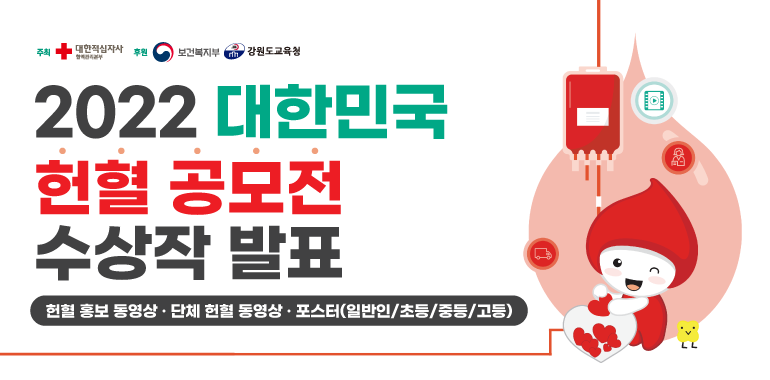 주최 대한적십자사 혈액관리본부 후원 보건복지부 강원도교육청
2022 대한민국
헌혈 공모전
수상작 발표
헌혈 홍보 동영상 · 단체 헌혈 동영상 · 포스터(일반인/초등/중등/고등)